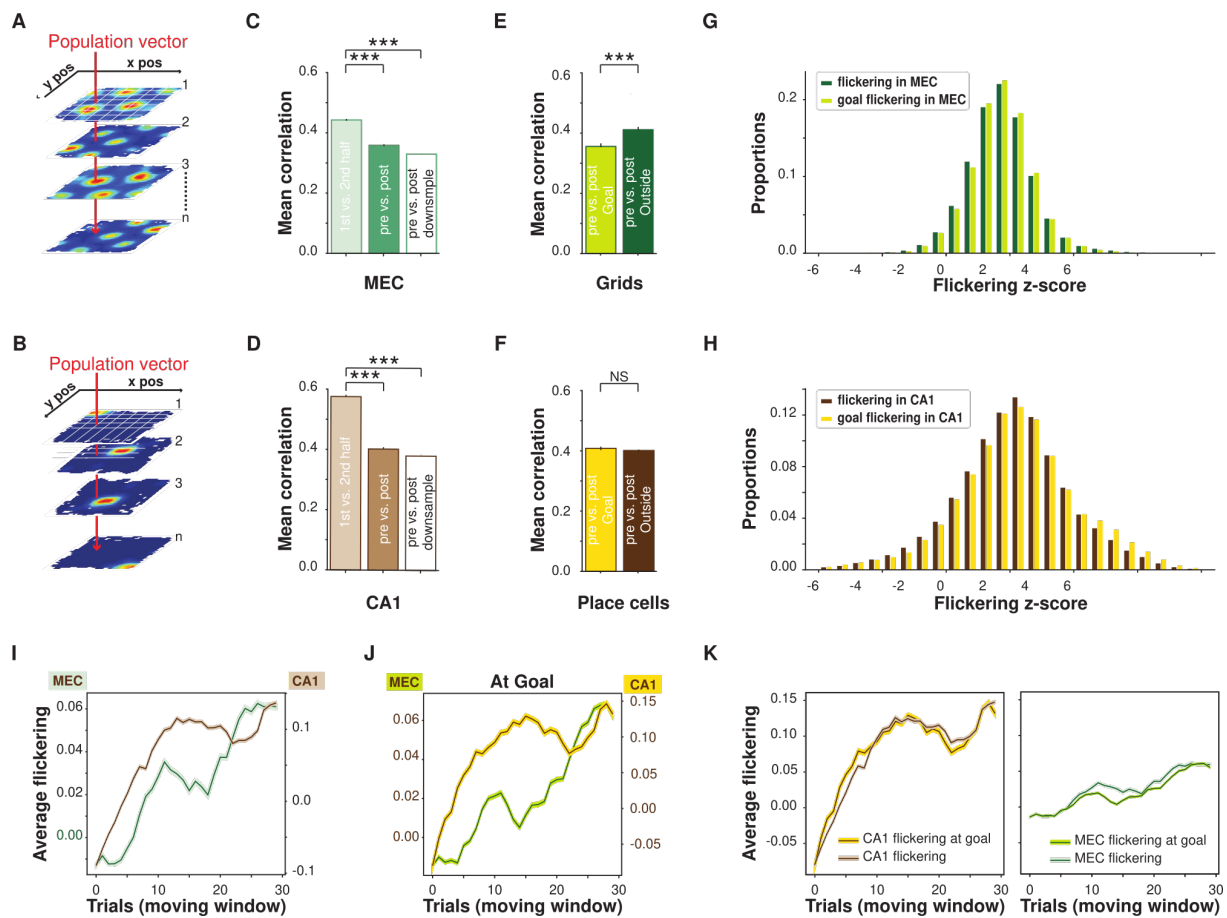 A
Population vector
x pos
y pos
1
2
3
n
B
Population vector
x pos
y pos
1
2
3
n
C
***
***
Mean correlation
0.6
0.4
0.2
0.0
1st vs. 2nd half
pre vs. post
pre vs. post
downsmple
MEC
D
***
***
Mean correlation
0.6
0.4
0.2
0.0
1st vs. 2nd half
pre vs. post
pre vs. post
downsample
CA1
E
***
Mean correlation
0.6
0.4
0.2
0.0
pre vs. post
Goal
pre vs. post
Outside
Grids
F
NS
Mean correlation
0.6
0.4
0.2
0.0
pre vs. post
Goal
pre vs. post
Outside
Place cells
G
flickering in MEC
goal flickering in MEC
Proportions
0.2
0.1
0.0
-6 -4 -2 0 2 4 6
Flickering z-score
H
flickering in CA1
goal flickering in CA1
Proportions
0.12
0.08
0.04
0.00
-6 -4 -2 0 2 4 6
Flickering z-score
I
MEC
CA1
Average flickering
0.06
0.04
0.02
0.00
0.1
0.0
-0.1
0 10 20 30
Trials (moving window)
J
MEC
At Goal
CA1
0.06
0.04
0.02
0.00
0.15
0.10
0.05
0.00
-0.05
0 10 20 30
Trials (moving window)
K
Average flickering
0.15
0.10
0.05
0.00
-0.05
CA1 flickering at goal
CA1 flickering
0 10 20 30
MEC flickering at goal
MEC flickering
0 10 20 30
Trials (moving window)